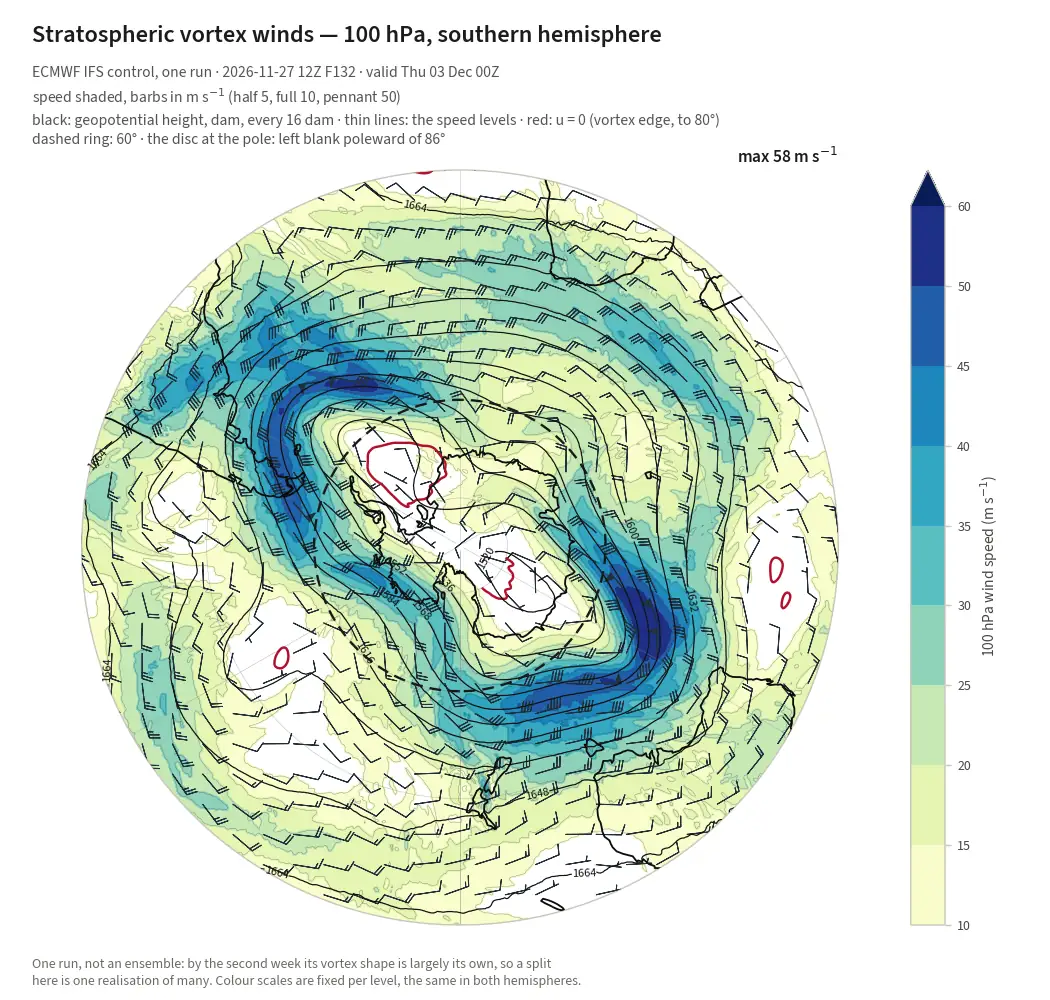 Stratospheric vortex winds — 100 hPa, southern hemisphere
ECMWF IFS control, one run · 2026-11-27 12Z F132 · valid Thu 03 Dec 00Z
speed shaded, barbs in m s⁻¹ (half 5, full 10, pennant 50)
black: geopotential height, dam, every 16 dam · thin lines: the speed levels · red: u = 0 (vortex edge, to 80°)
dashed ring: 60° · the disc at the pole: left blank poleward of 86°
max 58 m s⁻¹
1664
60
50
45
40
35
30
25
20
15
10
100 hPa wind speed (m s⁻¹)
1664
1600
1520
1632
1584
1568
1616
1664
1648
1664
1664
One run, not an ensemble: by the second week its vortex shape is largely its own, so a split
here is one realisation of many. Colour scales are fixed per level, the same in both hemispheres.